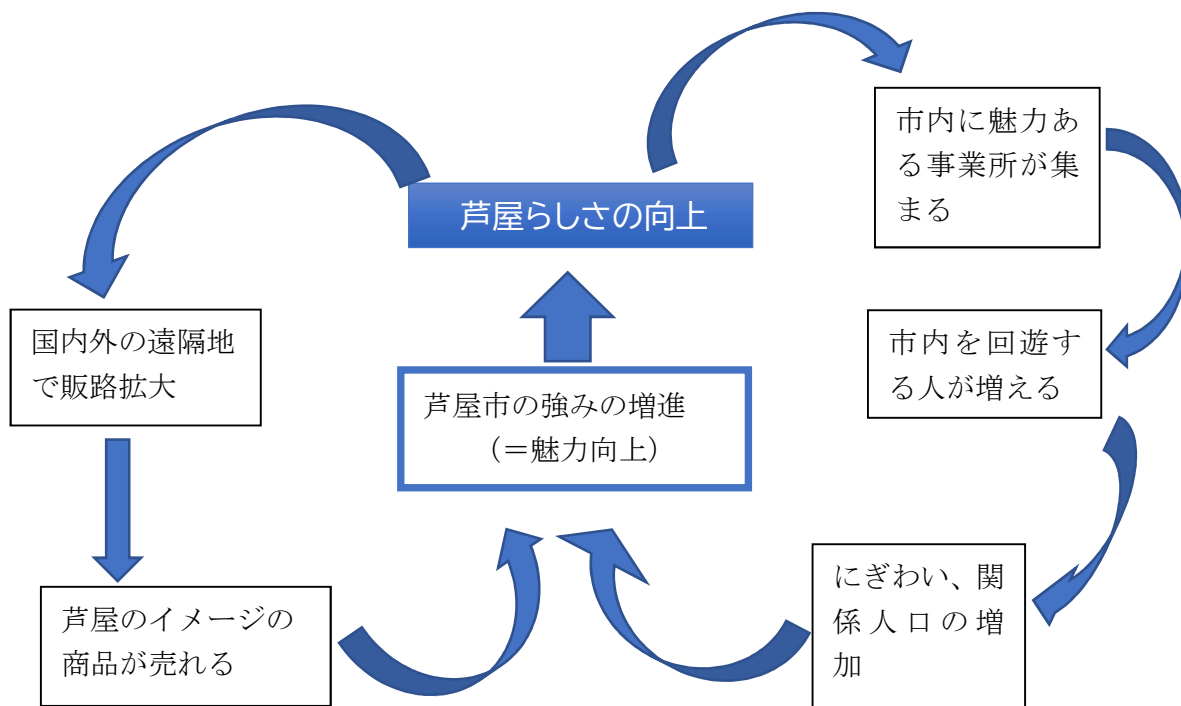 芦屋らしさの向上
市内に魅力あ
る事業所が集
まる
市内を回遊す
る人が増える
にぎわい、関
係人口の増
加
国内外の遠隔地
で販路拡大
芦屋のイメージの
商品が売れる
芦屋市の強みの増進
（＝魅力向上）